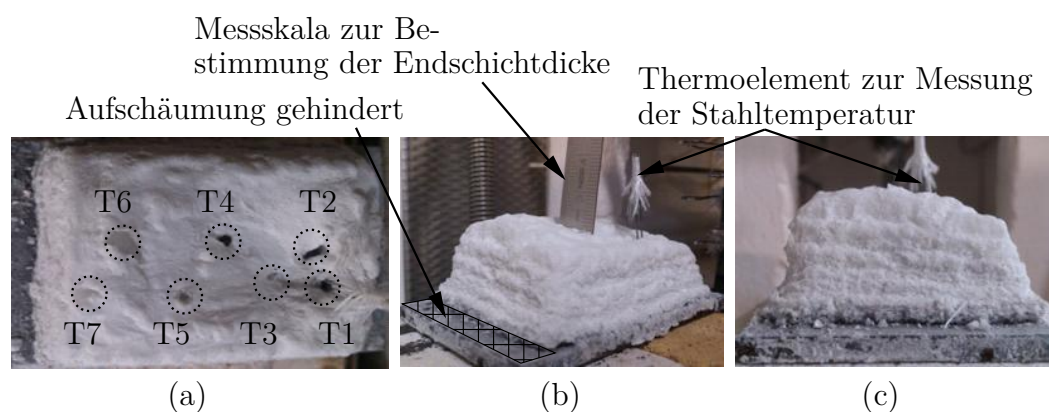 Messskala zur Be-
stimmung der Endschichtdicke
Aufschäumung gehindert
Thermoelement zur Messung
der Stahltemperatur
T6 T4 T2
T7 T5 T3 T1
(a) (b) (c)